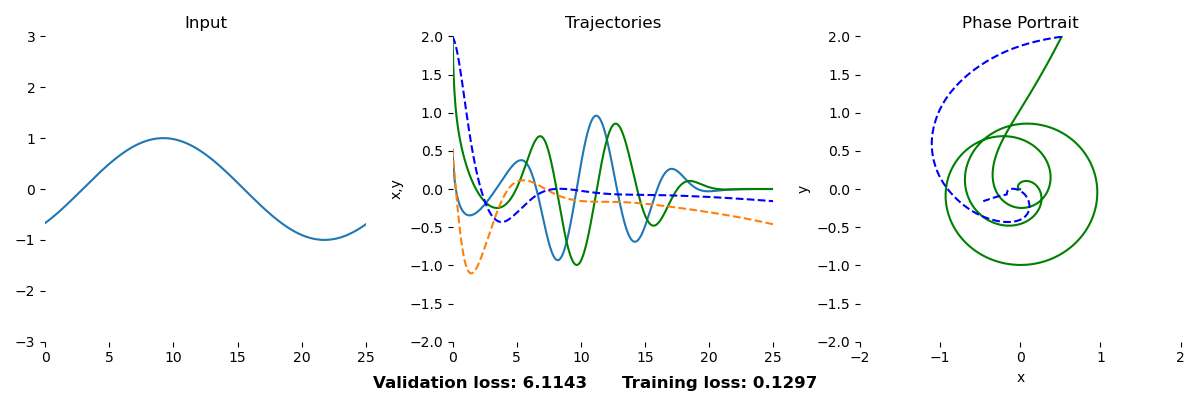 Input
3
2
1
0
−1
−2
−3
0 5 10 15 20 25
Trajectories
x,y
2.0
1.5
1.0
0.5
0.0
−0.5
−1.0
−1.5
−2.0
0 5 10 15 20 25
Phase Portrait
y
2.0
1.5
1.0
0.5
0.0
−0.5
−1.0
−1.5
−2.0
−2 −1 0 1 2
x
Validation loss: 6.1143 Training loss: 0.1297